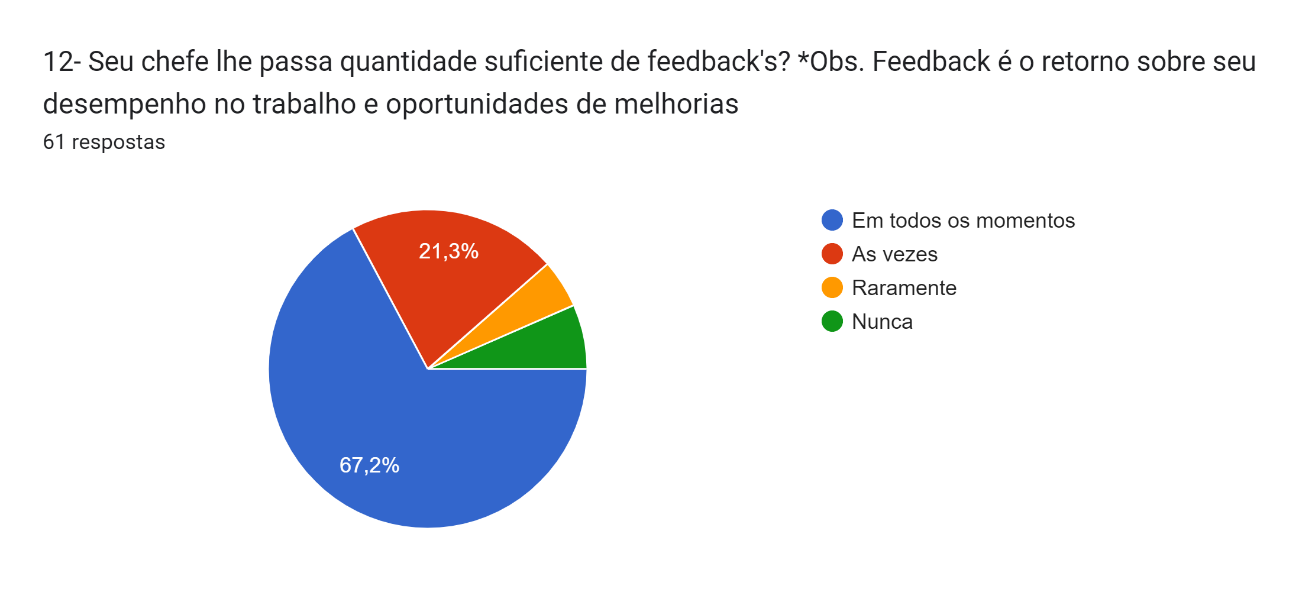 12- Seu chefe lhe passa quantidade suficiente de feedback's? *Obs. Feedback é o retorno sobre seu
desempenho no trabalho e oportunidades de melhorias
61 respostas
Em todos os momentos
As vezes
Raramente
Nunca
21,3%
67,2%